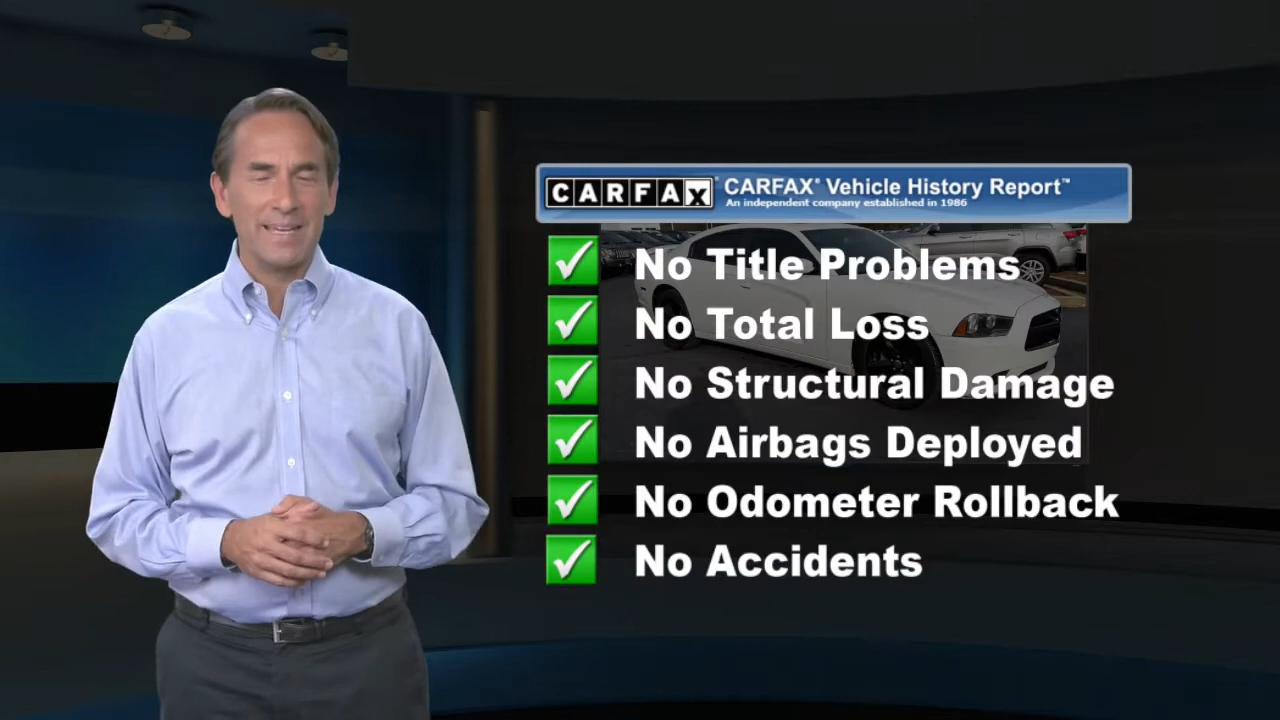 CARFAX® CARFAX® Vehicle History Report™
An independent company established in 1986
No Title Problems
No Total Loss
No Structural Damage
No Airbags Deployed
No Odometer Rollback
No Accidents